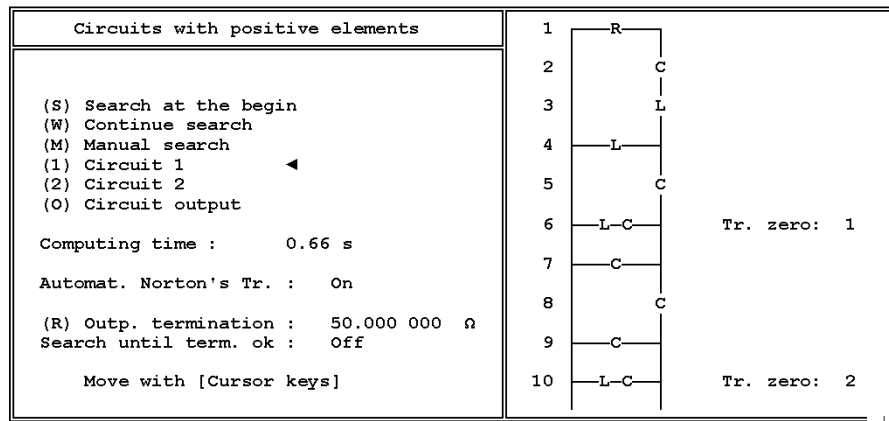 Circuits with positive elements
(S) Search at the begin
(W) Continue search
(M) Manual search
(1) Circuit 1 ◄
(2) Circuit 2
(O) Circuit output
Computing time : 0.66 s
Automat. Norton's Tr. : On
(R) Outp. termination : 50.000 000 Ω
Search until term. ok : Off
Move with [Cursor keys]
1 R
2 C
3 L
4 L
5 C
6 L-C Tr. zero: 1
7 C
8 C
9 C
10 L-C Tr. zero: 2